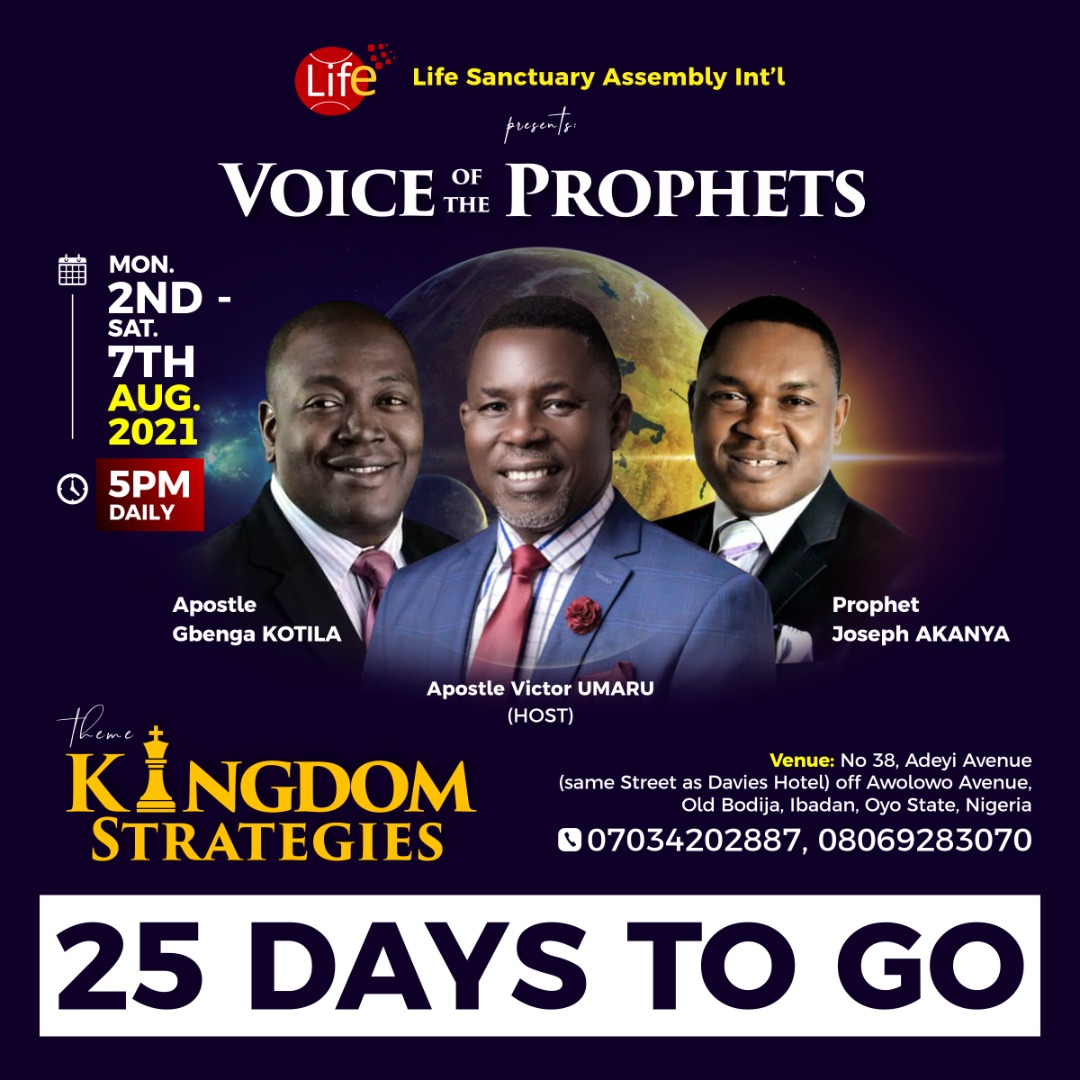 Life
Life Sanctuary Assembly Int’l
presents:
VOICE OF THE PROPHETS
MON.
2ND -
SAT.
7TH
AUG.
2021
5PM
DAILY
Apostle
Gbenga KOTILA
Prophet
Joseph AKANYA
Apostle Victor UMARU
(HOST)
theme
KINGDOM
STRATEGIES
Venue: No 38, Adeyi Avenue
(same Street as Davies Hotel) off Awolowo Avenue,
Old Bodija, Ibadan, Oyo State, Nigeria
07034202887, 08069283070
25 DAYS TO GO